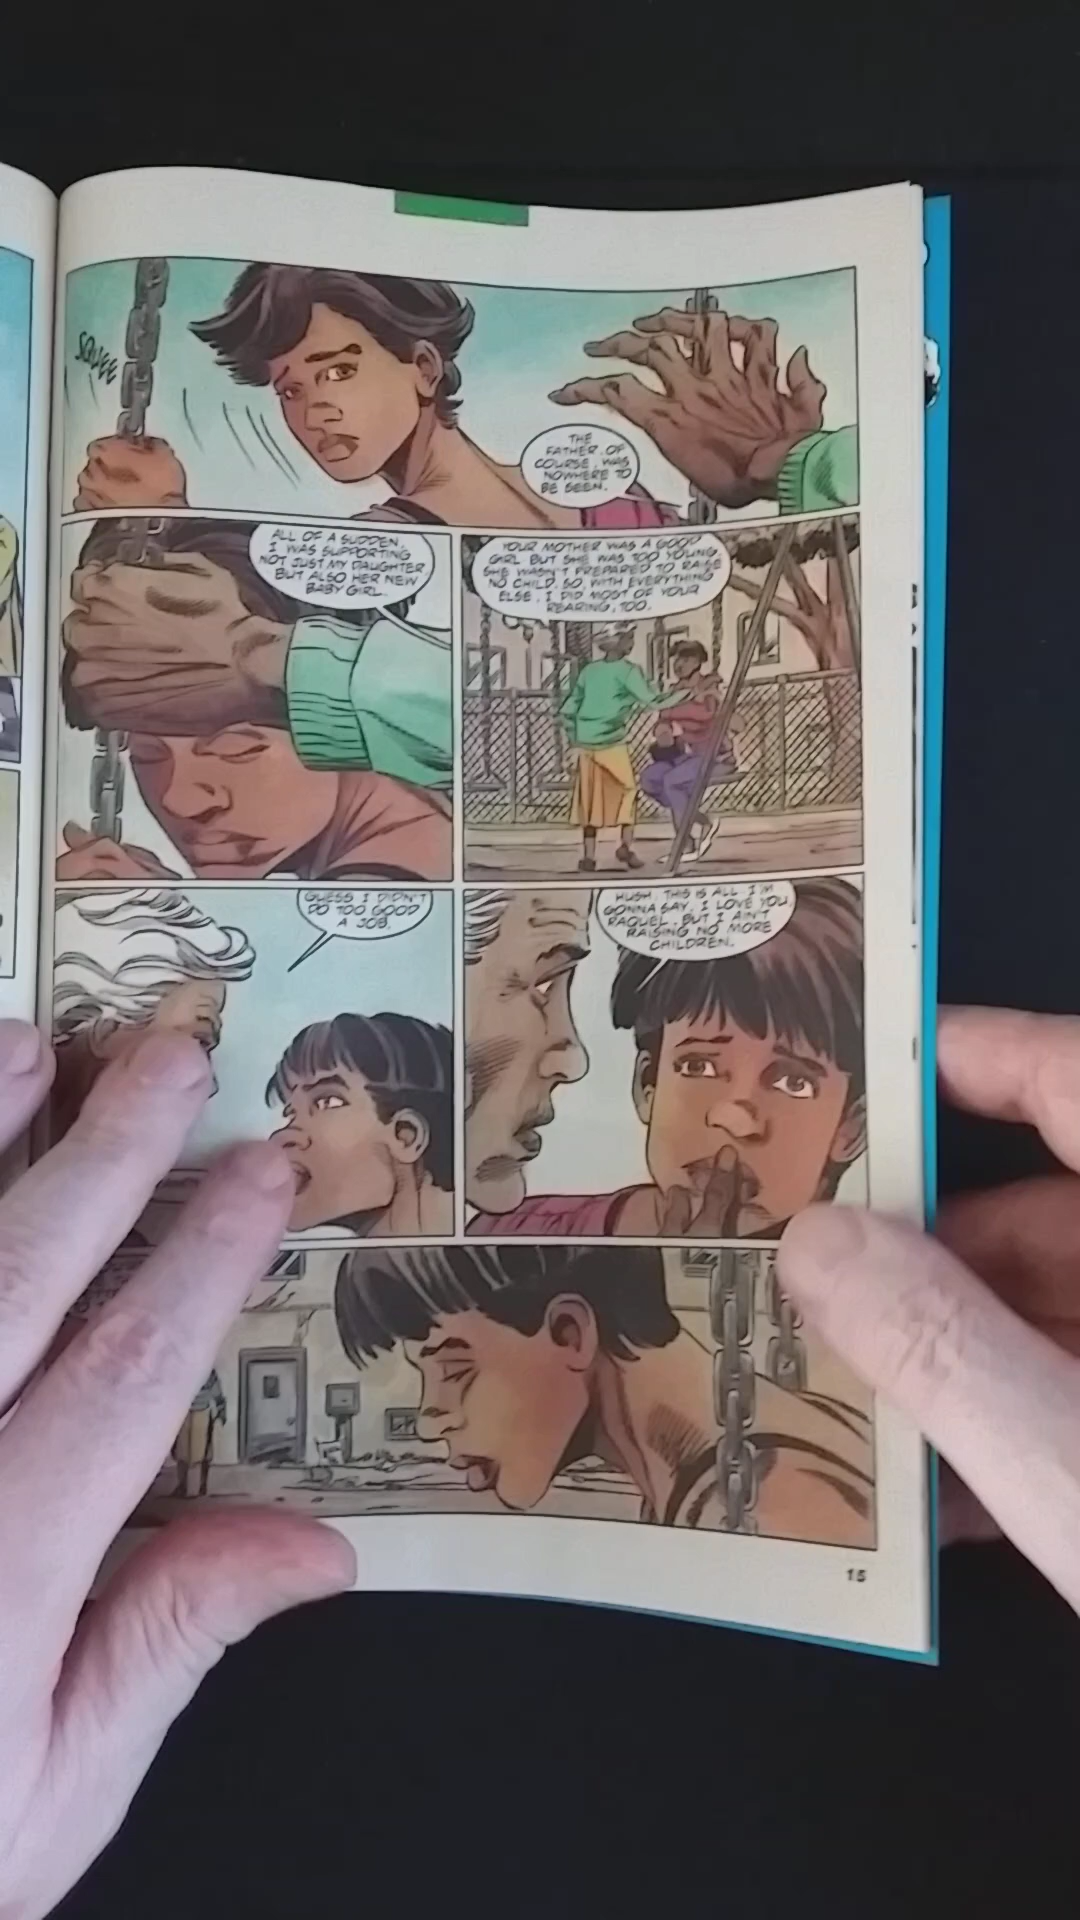 SQUEE
THE
FATHER, OF
COURSE, WAS
NOWHERE TO
BE SEEN.
ALL OF A SUDDEN,
I WAS SUPPORTING
NOT JUST MY DAUGHTER
BUT ALSO HER NEW
BABY GIRL.
YOUR MOTHER WAS A GOOD
GIRL BUT SHE WAS TOO YOUNG.
SHE WASN'T PREPARED TO RAISE
NO CHILD. SO, WITH EVERYTHING
ELSE, I DID MOST OF YOUR
REARING, TOO.
GUESS I DIDN'T
DO TOO GOOD
A JOB.
HUSH. THIS IS ALL I'M
GONNA SAY. I LOVE YOU,
RAQUEL, BUT I AIN'T
RAISING NO MORE
CHILDREN.
15